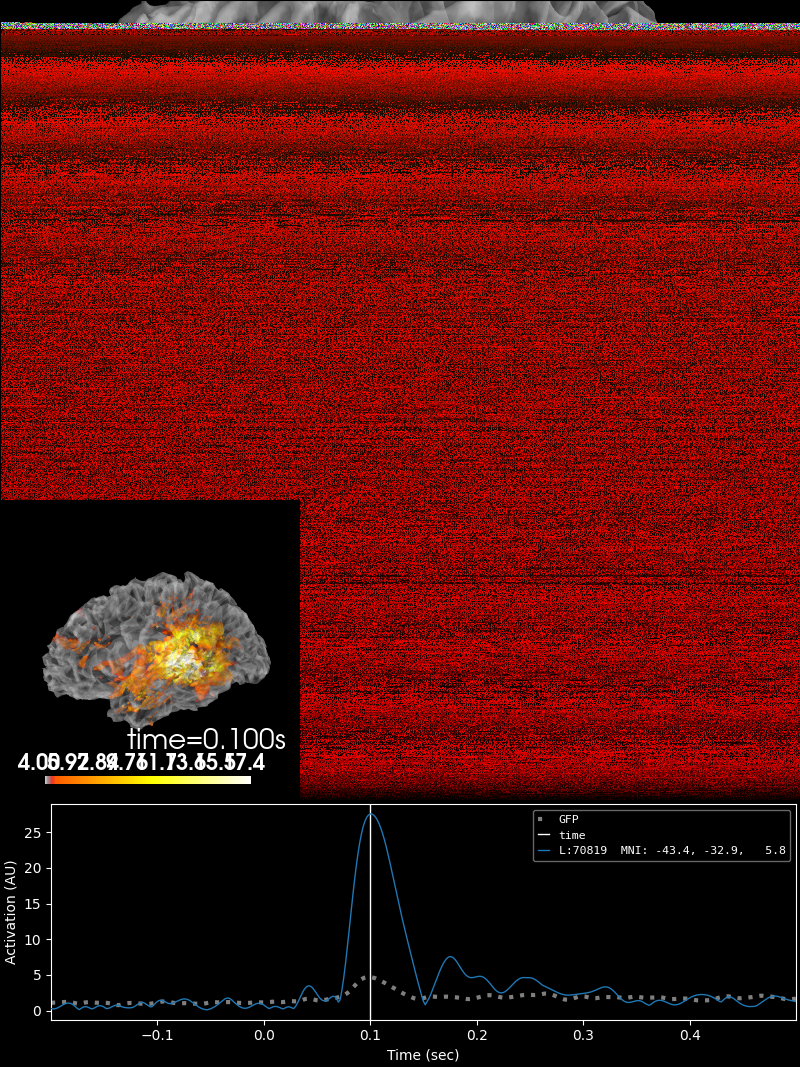 time=0.100s
25
20
15
10
5
0
Activation (AU)
GFP
time
L:70819 MNI: -43.4, -32.9, 5.8
−0.1 0.0 0.1 0.2 0.3 0.4
Time (sec)